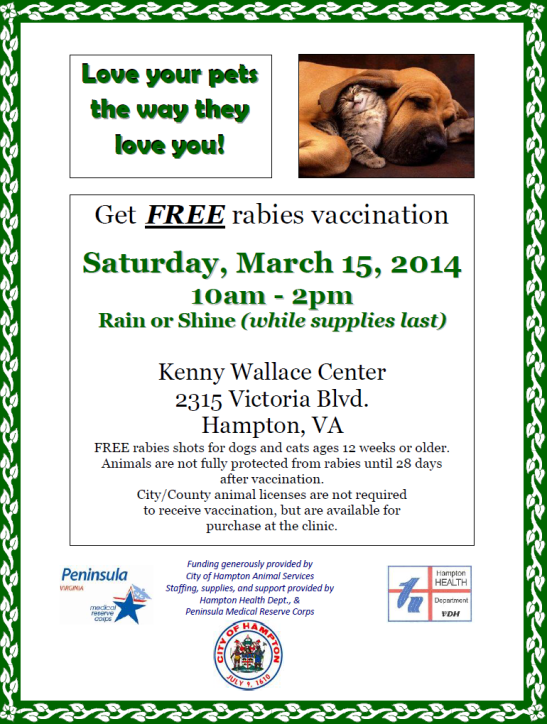 Love your pets
the way they
love you!
Get FREE rabies vaccination
Saturday, March 15, 2014
10am - 2pm
Rain or Shine (while supplies last)
Kenny Wallace Center
2315 Victoria Blvd.
Hampton, VA
FREE rabies shots for dogs and cats ages 12 weeks or older.
Animals are not fully protected from rabies until 28 days
after vaccination.
City/County animal licenses are not required
to receive vaccination, but are available for
purchase at the clinic.
Peninsula
VIRGINIA
medical
reserve
corps
Funding generously provided by
City of Hampton Animal Services
Staffing, supplies, and support provided by
Hampton Health Dept., &
Peninsula Medical Reserve Corps
CITY OF HAMPTON
JULY 9, 1610
Hampton
HEALTH
Department
VDH